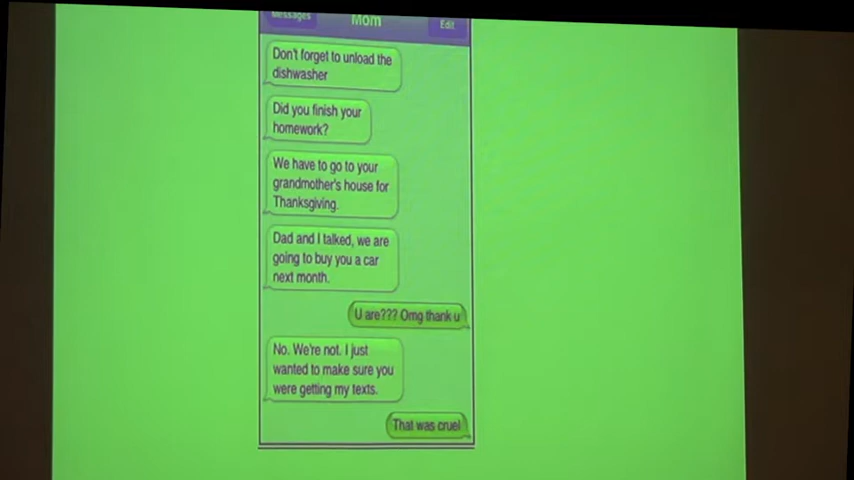 Messages
Mom
Edit
Don't forget to unload the
dishwasher
Did you finish your
homework?
We have to go to your
grandmother's house for
Thanksgiving.
Dad and I talked, we are
going to buy you a car
next month.
U are??? Omg thank u
No. We're not. I just
wanted to make sure you
were getting my texts.
That was cruel